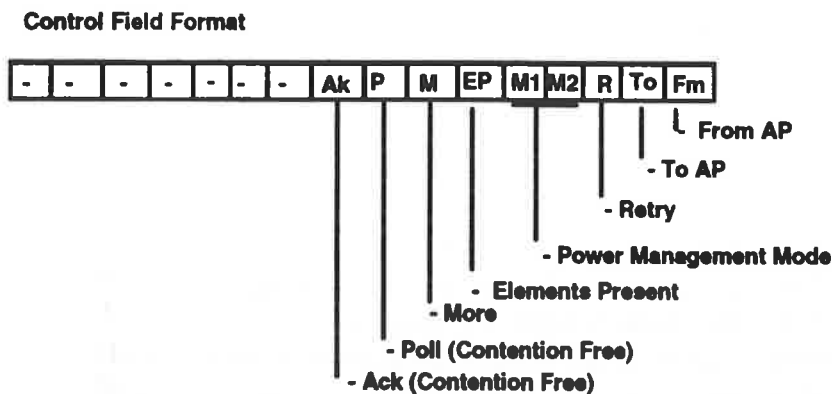 Control Field Format
- - - - - - Ak P M EP M1 M2 R To Fm
From AP
- To AP
- Retry
- Power Management Mode
- Elements Present
- More
- Poll (Contention Free)
- Ack (Contention Free)